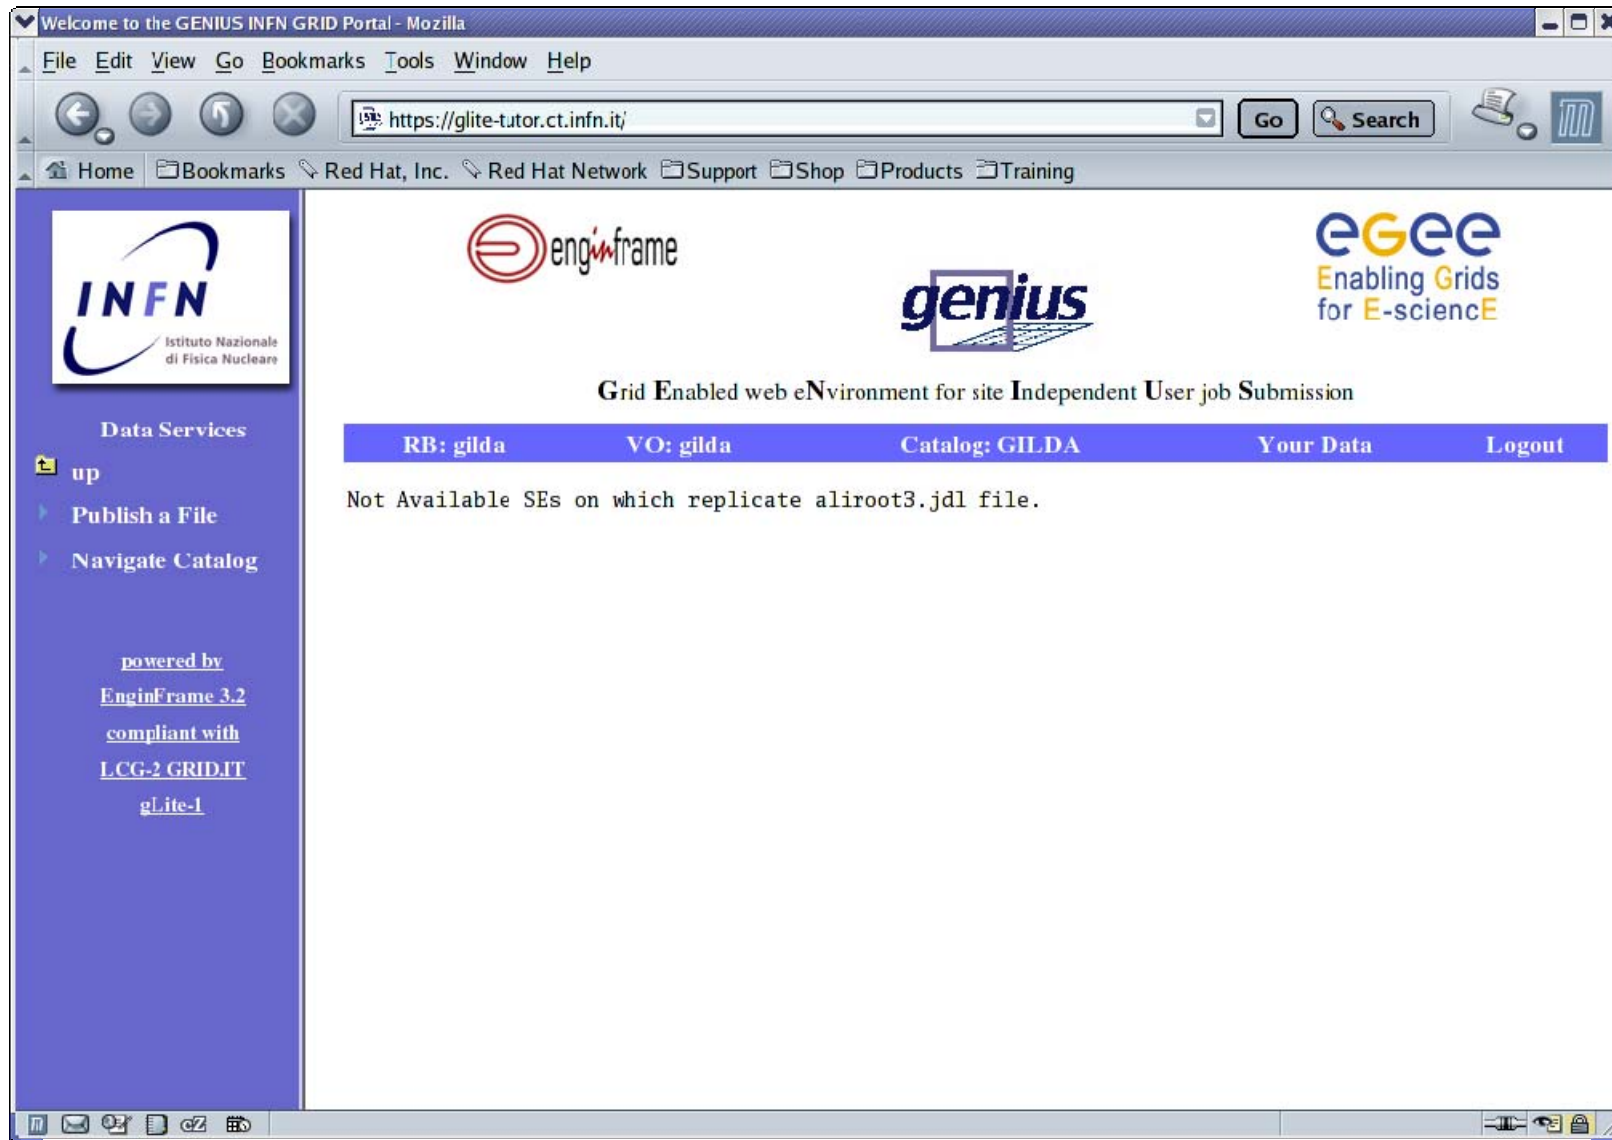 Welcome to the GENIUS INFN GRID Portal - Mozilla
File Edit View Go Bookmarks Tools Window Help
https://glite-tutor.ct.infn.it/ Go Search
Home Bookmarks Red Hat, Inc. Red Hat Network Support Shop Products Training
INFN
Istituto Nazionale
di Fisica Nucleare
Data Services
up
Publish a File
Navigate Catalog
powered by
EnginFrame 3.2
compliant with
LCG-2 GRID.IT
gLite-1
enginframe
genius
eGee
Enabling Grids
for E-sciencE
Grid Enabled web eNvironment for site Independent User job Submission
RB: gilda VO: gilda Catalog: GILDA Your Data Logout
Not Available SEs on which replicate aliroot3.jdl file.